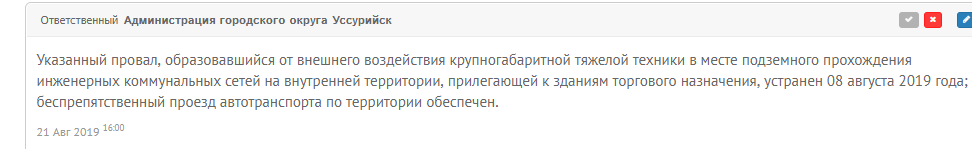 Ответственный Администрация городского округа Уссурийск
Указанный провал, образовавшийся от внешнего воздействия крупногабаритной тяжелой техники в месте подземного прохождения
инженерных коммунальных сетей на внутренней территории, прилегающей к зданиям торгового назначения, устранен 08 августа 2019 года;
беспрепятственный проезд автотранспорта по территории обеспечен.
21 Авг 2019 16:00